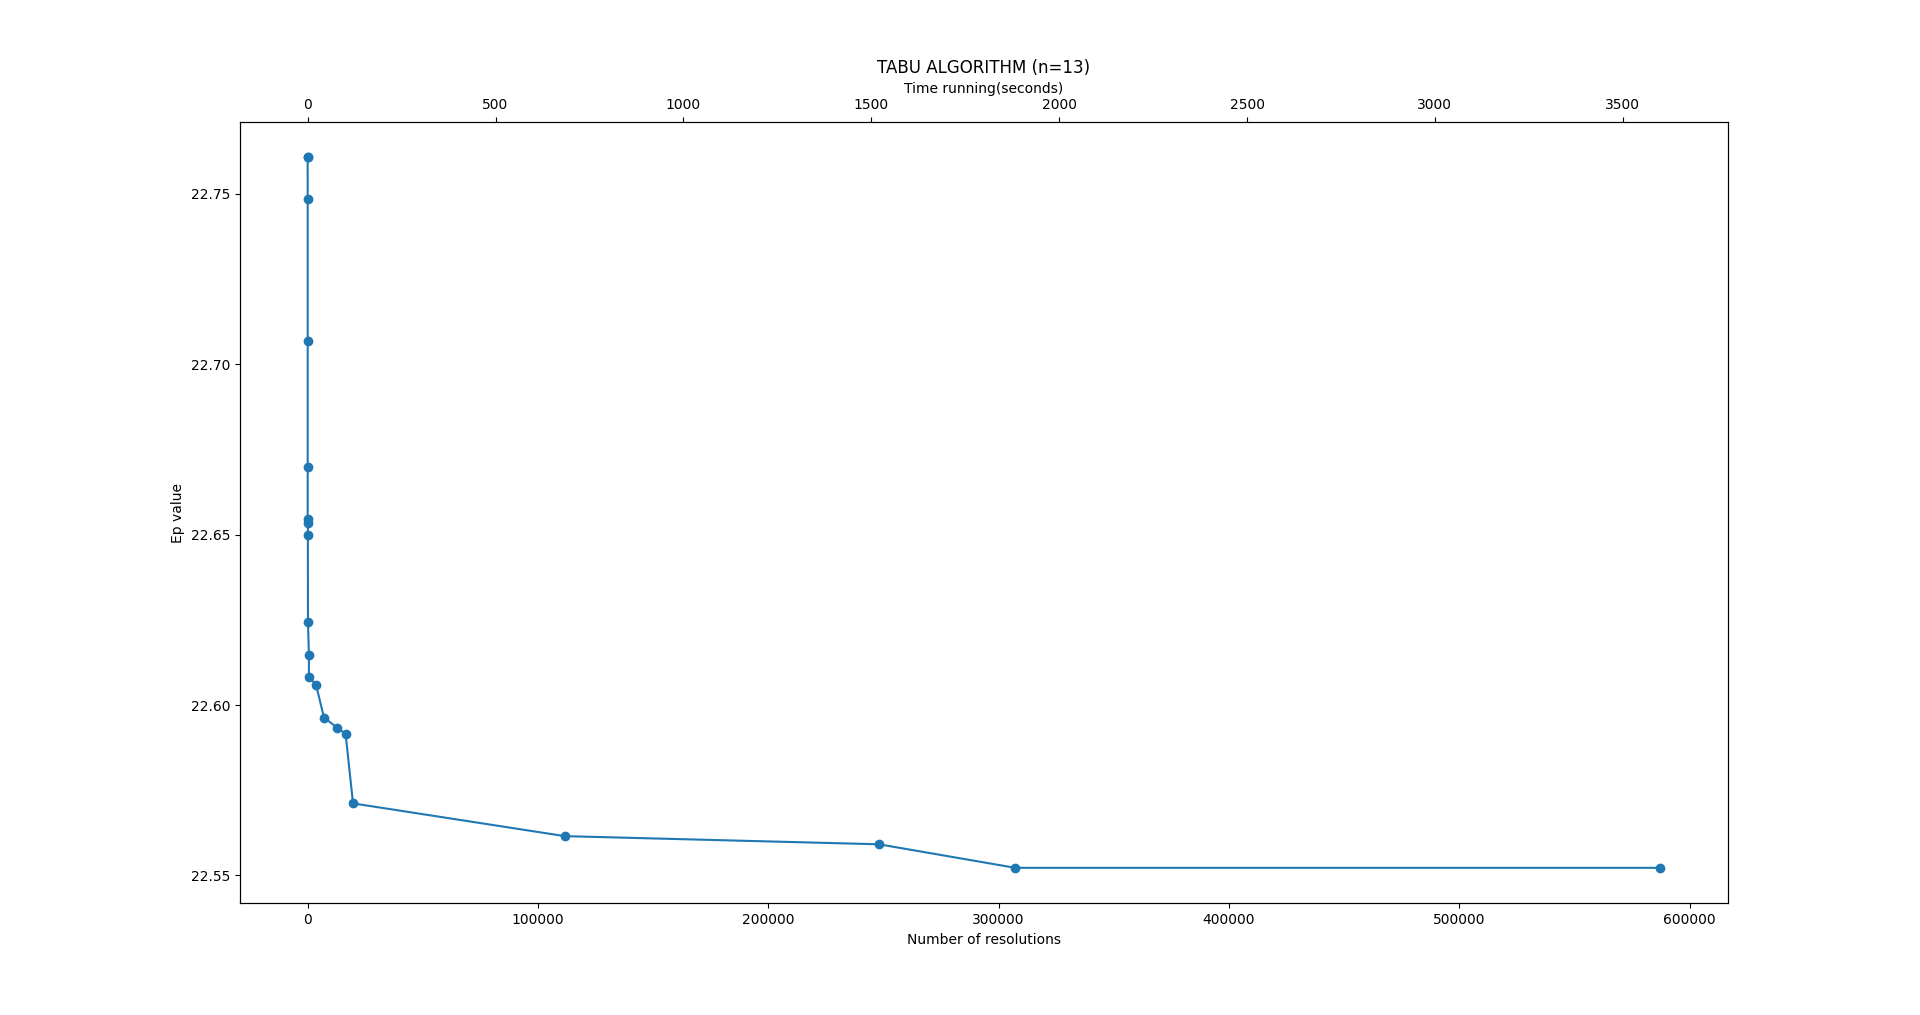 TABU ALGORITHM (n=13)
Time running(seconds)
0 500 1000 1500 2000 2500 3000 3500
22.75
22.70
22.65
22.60
22.55
Ep value
0 100000 200000 300000 400000 500000 600000
Number of resolutions